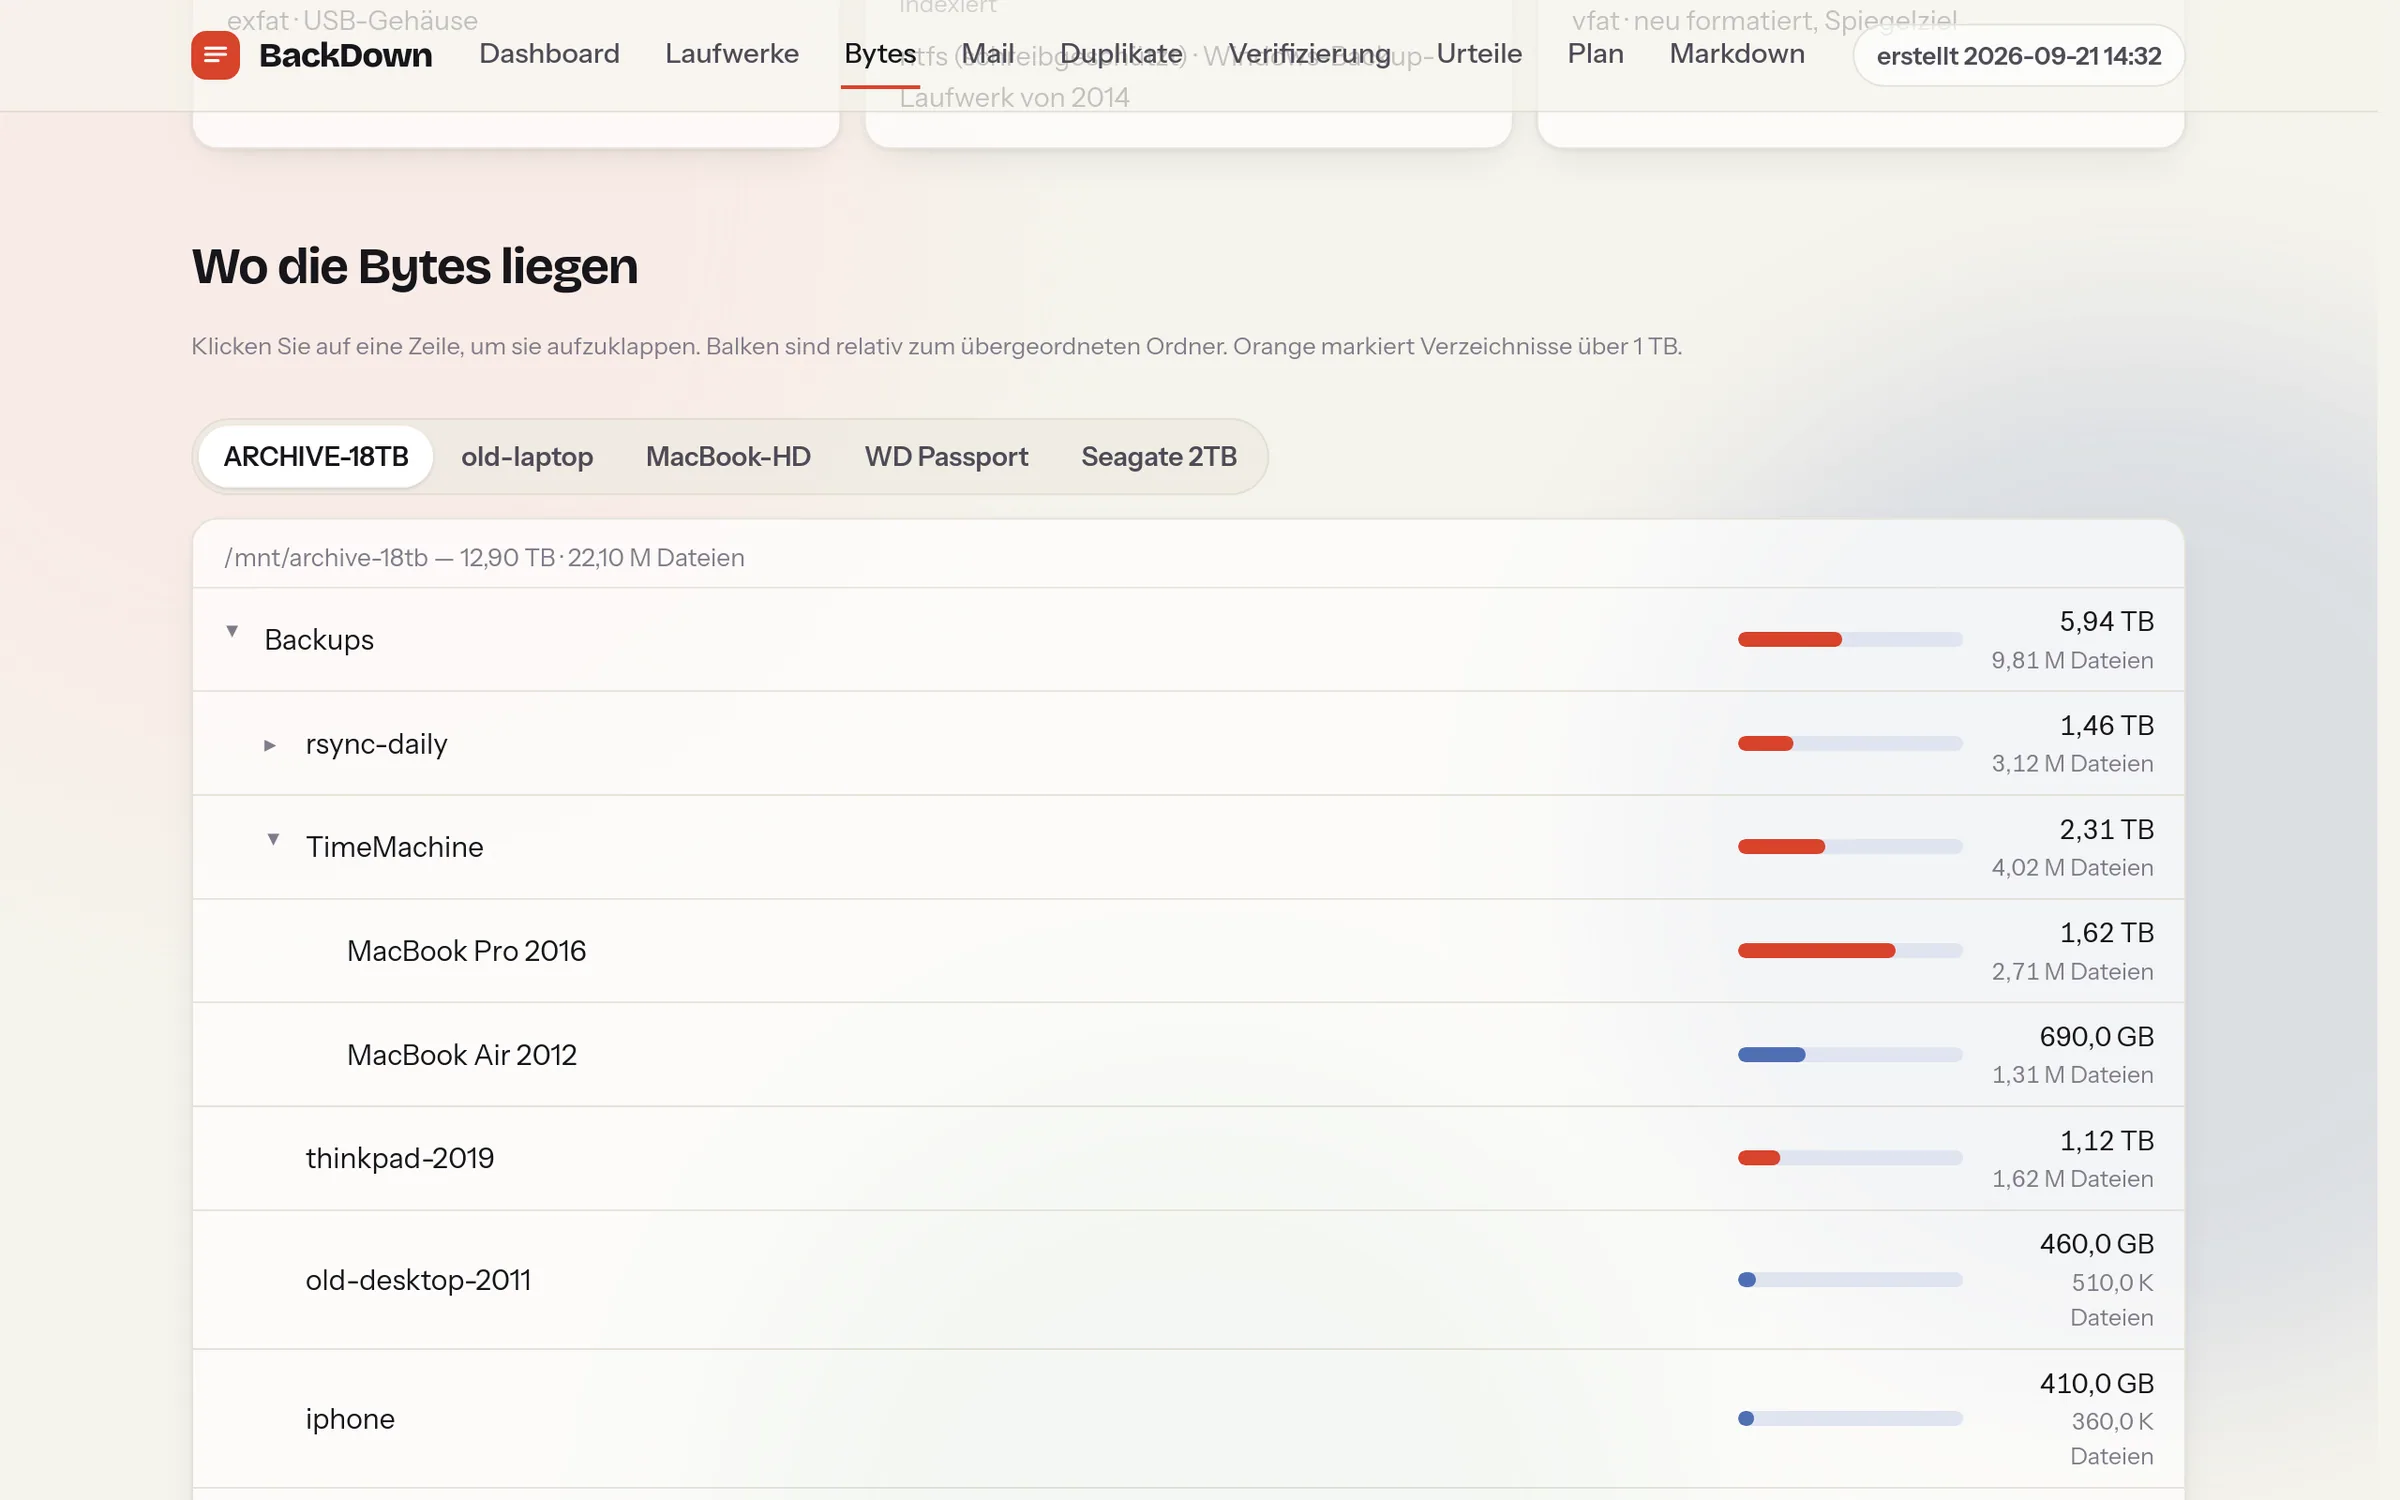 exfat · USB-Gehäuse
indexiert
vfat · neu formatiert, Spiegelziel
BackDown Dashboard Laufwerke Bytes Mail Duplikate Verifizierung Urteile Plan Markdown erstellt 2026-09-21 14:32
ntfs (schreibgeschützt) · Windows-Backup-
Laufwerk von 2014
Wo die Bytes liegen
Klicken Sie auf eine Zeile, um sie aufzuklappen. Balken sind relativ zum übergeordneten Ordner. Orange markiert Verzeichnisse über 1 TB.
ARCHIVE-18TB old-laptop MacBook-HD WD Passport Seagate 2TB
/mnt/archive-18tb — 12,90 TB · 22,10 M Dateien
Backups 5,94 TB
9,81 M Dateien
rsync-daily 1,46 TB
3,12 M Dateien
TimeMachine 2,31 TB
4,02 M Dateien
MacBook Pro 2016 1,62 TB
2,71 M Dateien
MacBook Air 2012 690,0 GB
1,31 M Dateien
thinkpad-2019 1,12 TB
1,62 M Dateien
old-desktop-2011 460,0 GB
510,0 K
Dateien
iphone 410,0 GB
360,0 K
Dateien